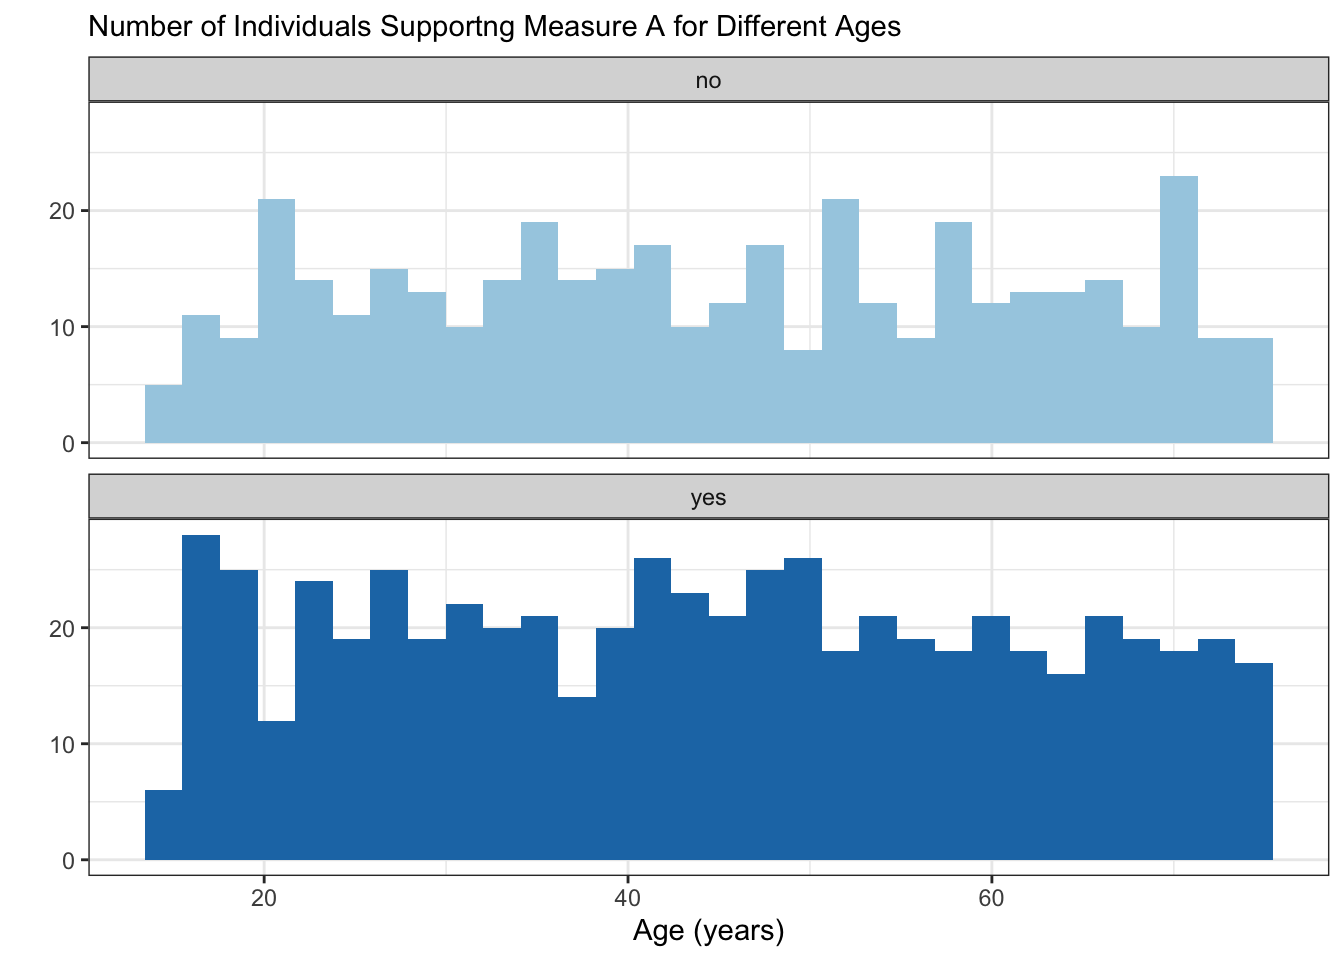 Number of Individuals Supportng Measure A for Different Ages
no
20
10
0
yes
20
10
0
20 40 60
Age (years)